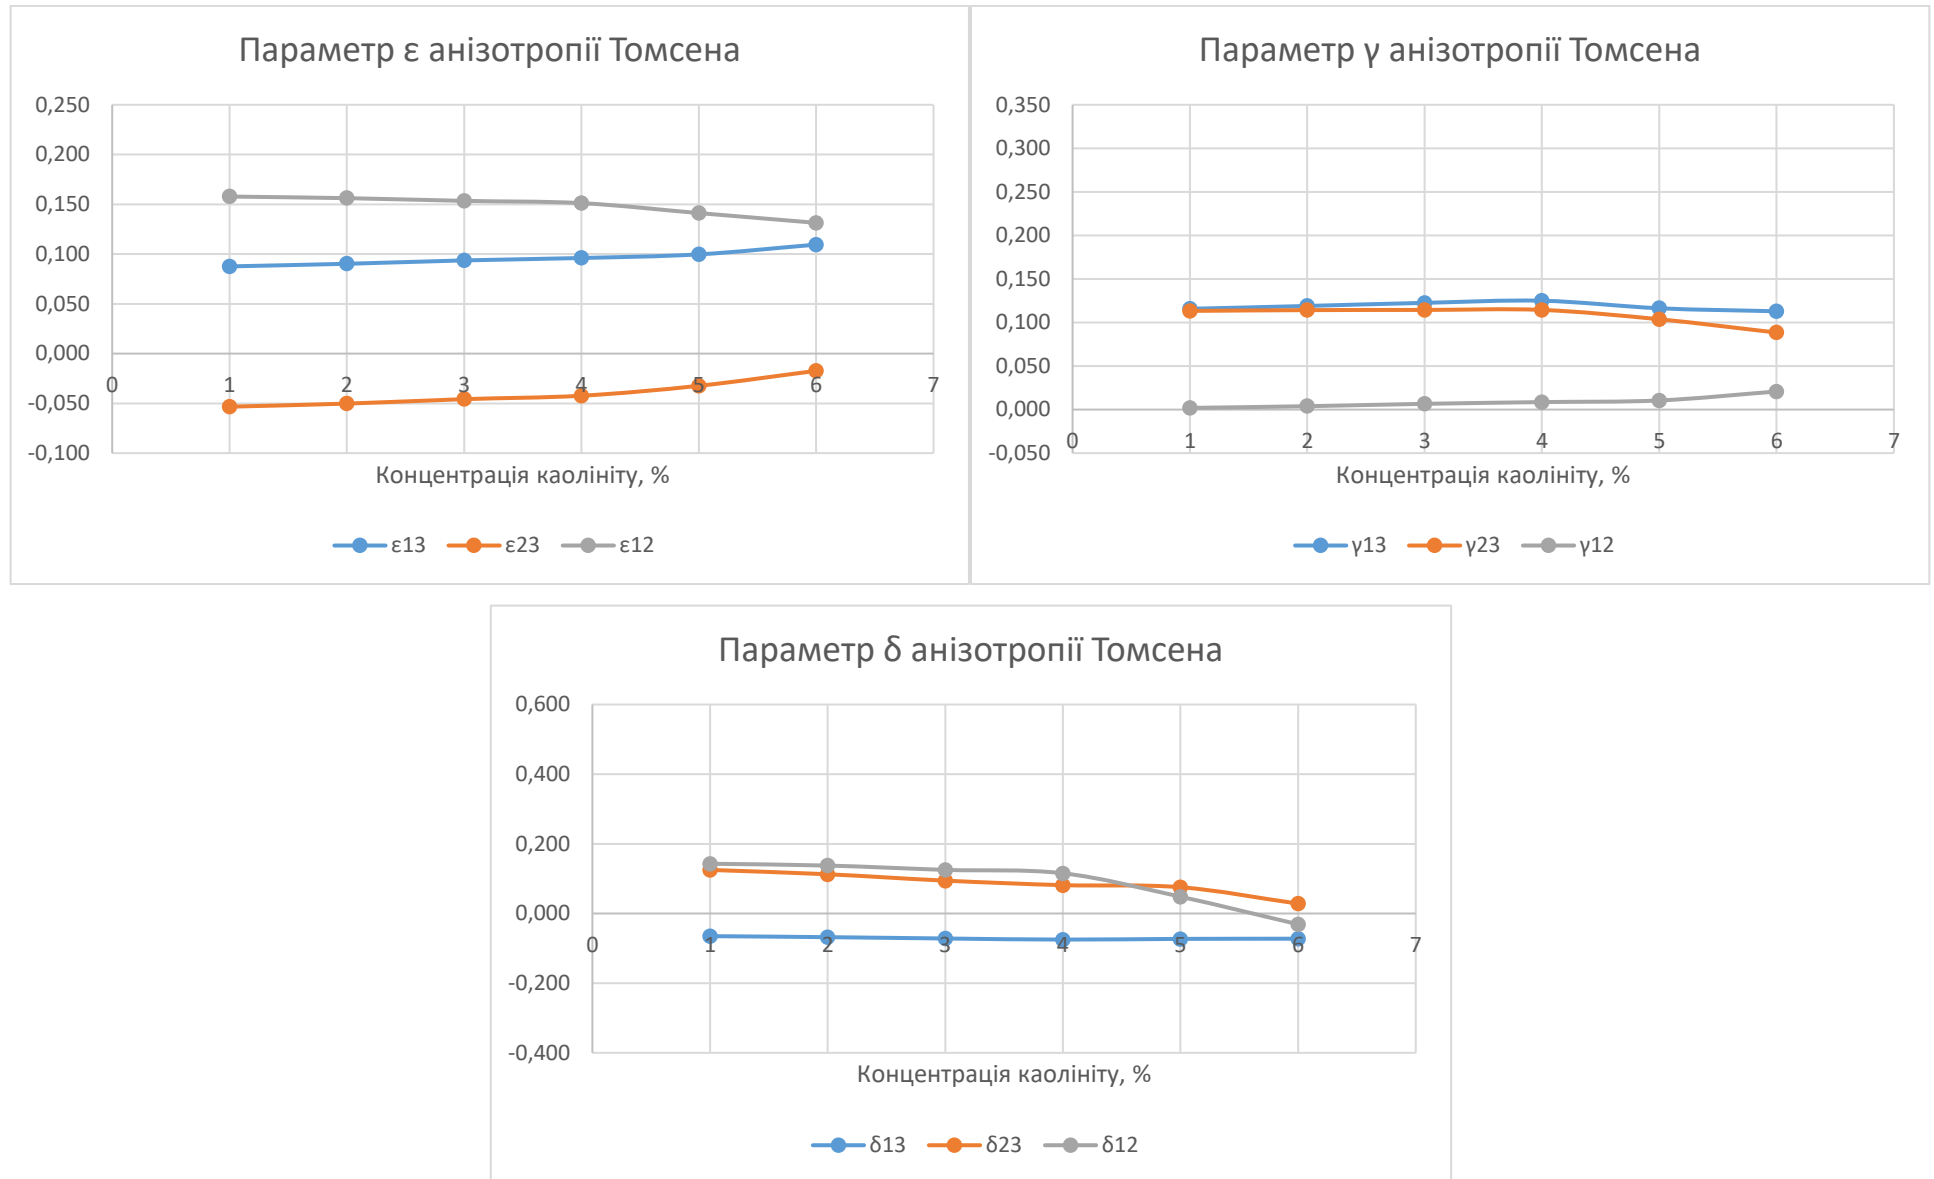 Параметр ε анізотропії Томсена
0,250
0,200
0,150
0,100
0,050
0,000
-0,050
-0,100
0 1 2 3 4 5 6 7
Концентрація каолініту, %
ε13 ε23 ε12
Параметр γ анізотропії Томсена
0,350
0,300
0,250
0,200
0,150
0,100
0,050
0,000
-0,050
0 1 2 3 4 5 6 7
Концентрація каолініту, %
γ13 γ23 γ12
Параметр δ анізотропії Томсена
0,600
0,400
0,200
0,000
-0,200
-0,400
0 1 2 3 4 5 6 7
Концентрація каолініту, %
δ13 δ23 δ12